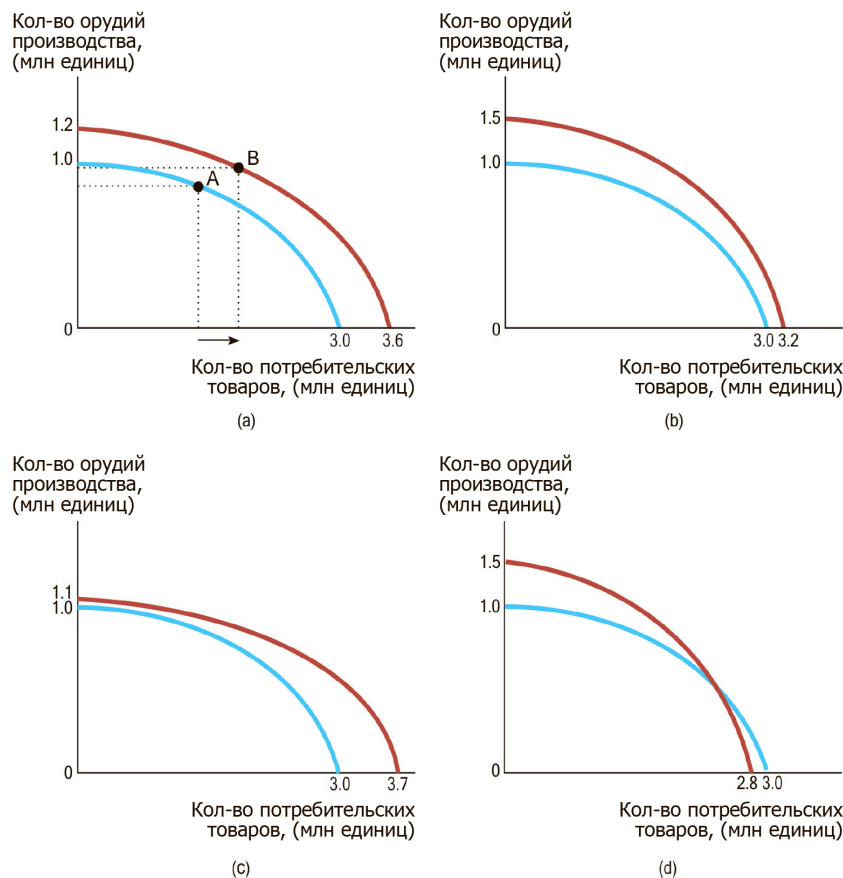 Кол-во орудий
производства,
(млн единиц)
1.2
1.0
B
A
0
3.0
3.6
Кол-во потребительских
товаров, (млн единиц)
(a)
Кол-во орудий
производства,
(млн единиц)
1.5
1.0
0
3.0 3.2
Кол-во потребительских
товаров, (млн единиц)
(b)
Кол-во орудий
производства,
(млн единиц)
1.1
1.0
0
3.0
3.7
Кол-во потребительских
товаров, (млн единиц)
(c)
Кол-во орудий
производства,
(млн единиц)
1.5
1.0
0
2.8 3.0
Кол-во потребительских
товаров, (млн единиц)
(d)